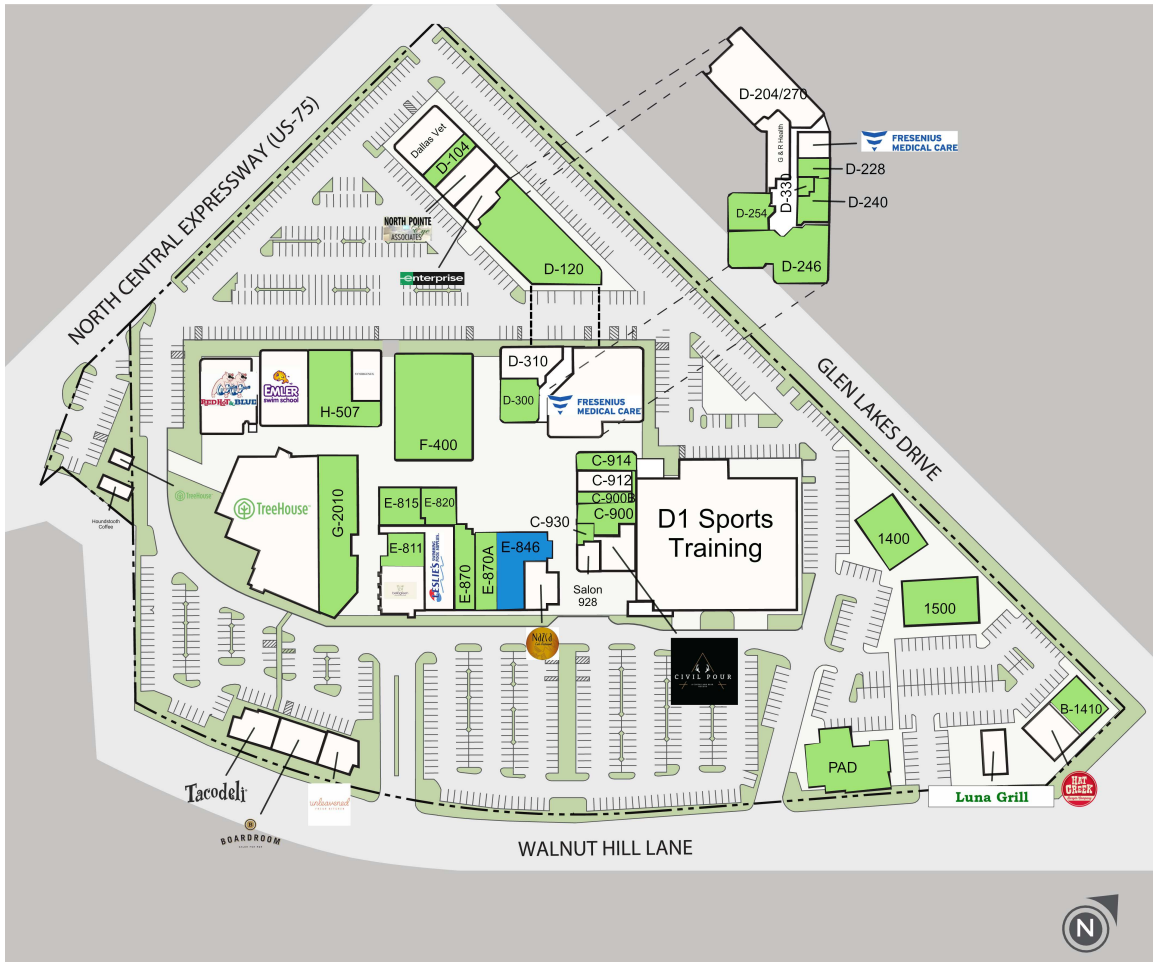 NORTH CENTRAL EXPRESSWAY (US-75)
D-204/270
Dallas Vet
D-104
G & R Health
FRESENIUS
MEDICAL CARE
D-228
D-330
D-240
D-254
D-246
NORTH POINTE
Eye
ASSOCIATES
enterprise
D-120
GLEN LAKES DRIVE
RED HOT & BLUE
EMLER
swim school
H-507
F-400
D-310
D-300
FRESENIUS
MEDICAL CARE
C-914
C-912
C-900B
C-900
C-930
D1 Sports
Training
TreeHouse
TreeHouse
Houndstooth
Coffee
G-2010
E-815
E-820
E-811
LESLIE'S
E-870
E-870A
E-846
Salon
928
1400
1500
CIVIL POUR
B-1410
PAD
Luna Grill
HAT
CREEK
Tacodeli
B
BOARDROOM
unleavened
FRESH KITCHEN
WALNUT HILL LANE
N